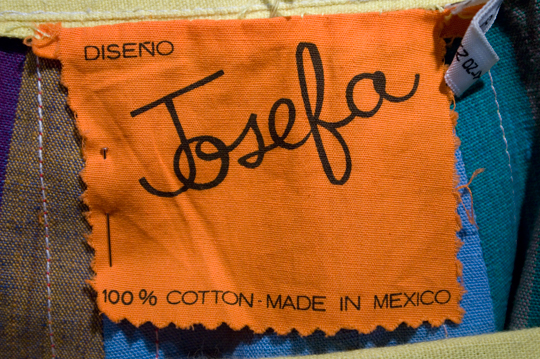 DISEÑO
Josefa
100% COTTON - MADE IN MEXICO